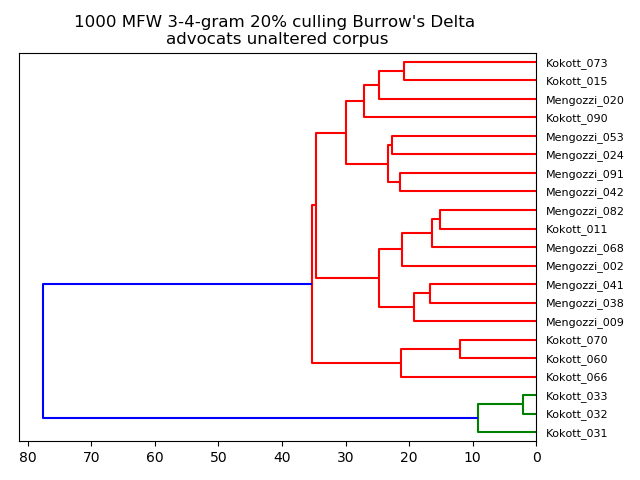 1000 MFW 3-4-gram 20% culling Burrow's Delta
advocats unaltered corpus
Kokott_073
Kokott_015
Mengozzi_020
Kokott_090
Mengozzi_053
Mengozzi_024
Mengozzi_091
Mengozzi_042
Mengozzi_082
Kokott_011
Mengozzi_068
Mengozzi_002
Mengozzi_041
Mengozzi_038
Mengozzi_009
Kokott_070
Kokott_060
Kokott_066
Kokott_033
Kokott_032
Kokott_031
80 70 60 50 40 30 20 10 0